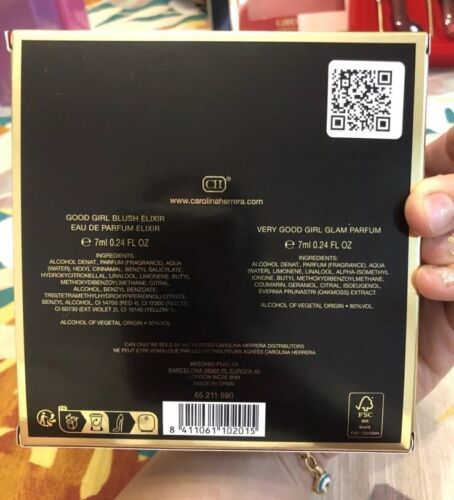 CH®
www.carolinaherrera.com
GOOD GIRL BLUSH ELIXIR
EAU DE PARFUM ELIXIR
e 7ml 0.24 FL OZ
INGREDIENTS:
ALCOHOL DENAT., PARFUM (FRAGRANCE), AQUA
(WATER), HEXYL CINNAMAL, BENZYL SALICYLATE,
HYDROXYCITRONELLAL, LINALOOL, LIMONENE, BUTYL
METHOXYDIBENZOYLMETHANE, CITRAL,
ALCOHOL, BENZYL BENZOATE,
TRIS(TETRAMETHYLHYDROXYPIPERIDINOL) CITRATE,
BENZYL ALCOHOL, CI 14700 (RED 4), CI 17200 (RED 33),
CI 60730 (EXT. VIOLET 2), CI 19140 (YELLOW 5)
ALCOHOL OF VEGETAL ORIGIN • 80%VOL.
VERY GOOD GIRL GLAM PARFUM
e 7ml 0.24 FL OZ
INGREDIENTS:
ALCOHOL DENAT., PARFUM (FRAGRANCE), AQUA
(WATER), LIMONENE, LINALOOL, ALPHA-ISOMETHYL
IONONE, BUTYL METHOXYDIBENZOYLMETHANE,
COUMARIN, GERANIOL, CITRAL, ISOEUGENOL,
EVERNIA PRUNASTRI (OAKMOSS) EXTRACT.
ALCOHOL OF VEGETAL ORIGIN • 80%VOL.
CAN ONLY BE SOLD BY AUTHORIZED CAROLINA HERRERA DISTRIBUTORS
NE PEUT ETRE VENDU QUE PAR LES DISTRIBUTEURS AGREES CAROLINA HERRERA
ANTONIO PUIG SA
BARCELONA 08902 PL. EUROPA 46
LONDON WC2E 9NH
MADE IN SPAIN
65 211 590
8 411061 102015
FSC
MIX
Board